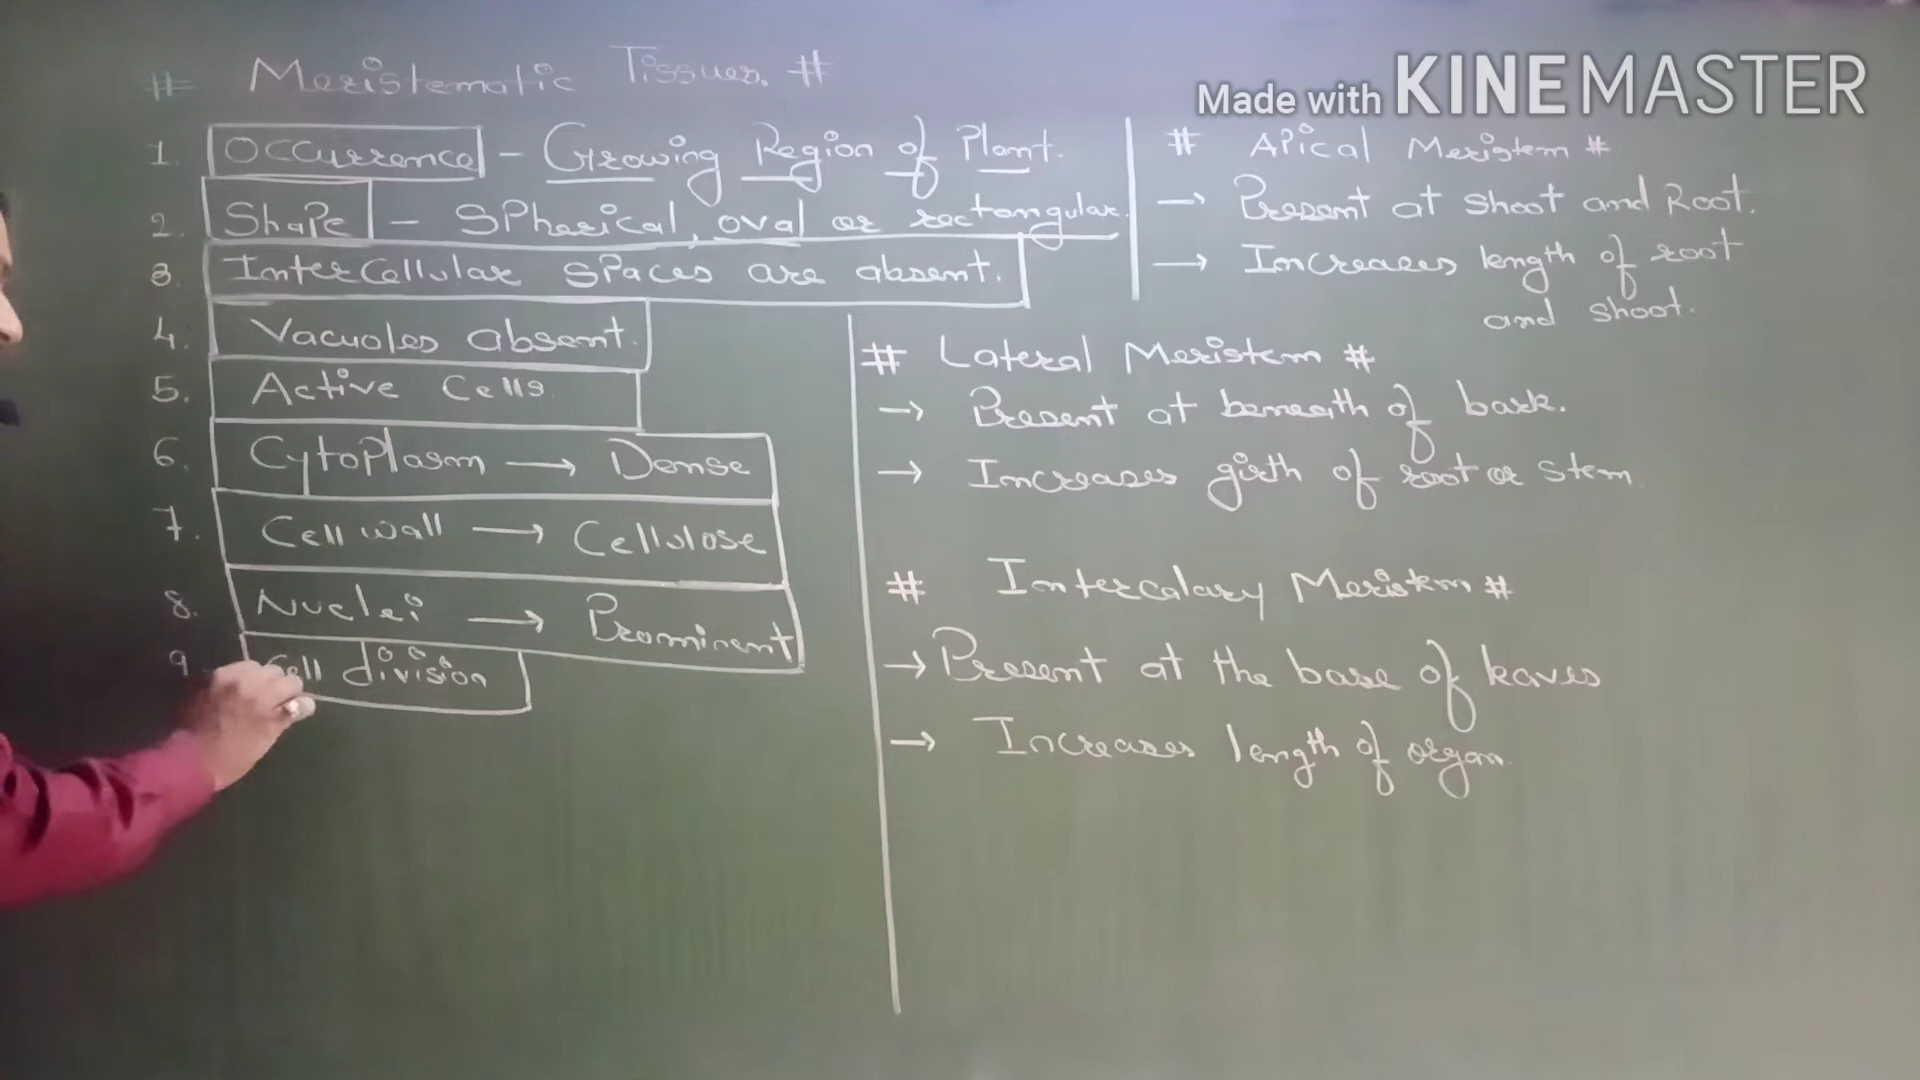 # Meristematic Tissues. #
1. Occurrence - Growing Region of Plant.
2. Shape - Spherical, oval or rectangular.
3. InterCellular Spaces are absent.
4. Vacuoles absent.
5. Active Cells.
6. Cytoplasm → Dense
7. Cell wall → Cellulose
8. Nuclei → Prominent
9. Cell division
Made with KINEMASTER
# Apical Meristem #
→ Present at Shoot and Root.
→ Increases length of root
and shoot.
# Lateral Meristem #
→ Present at beneath of bark.
→ Increases girth of root or Stem
# Intercalary Meristem #
→ Present at the base of leaves
→ Increases length of organ.